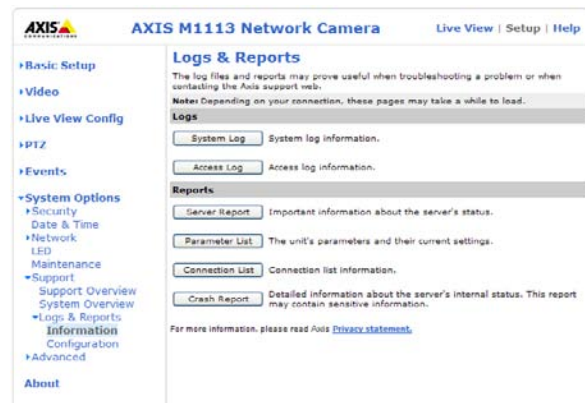 AXIS
COMMUNICATIONS
AXIS M1113 Network Camera
Live View | Setup | Help
Basic Setup
Video
Live View Config
PTZ
Events
System Options
Security
Date & Time
Network
LED
Maintenance
Support
Support Overview
System Overview
Logs & Reports
Information
Configuration
Advanced
About
Logs & Reports
The log files and reports may prove useful when troubleshooting a problem or when
contacting the Axis support web.
Note: Depending on your connection, these pages may take a while to load.
Logs
System Log System log information.
Access Log Access log information.
Reports
Server Report Important information about the server's status.
Parameter List The unit's parameters and their current settings.
Connection List Connection list information.
Crash Report Detailed information about the server's internal status. This report
may contain sensitive information.
For more information, please read Axis Privacy statement.